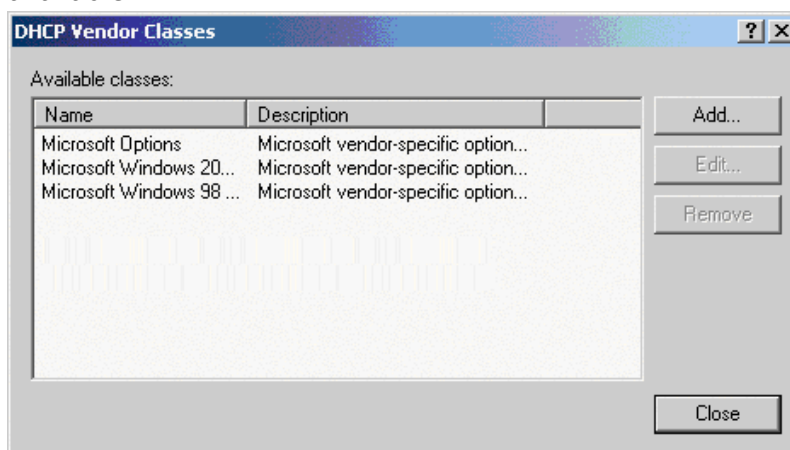 DHCP Vendor Classes
Available classes:
Name Description
Add...
Microsoft Options Microsoft vendor-specific option...
Microsoft Windows 20... Microsoft vendor-specific option...
Edit...
Microsoft Windows 98 ... Microsoft vendor-specific option...
Remove
Close